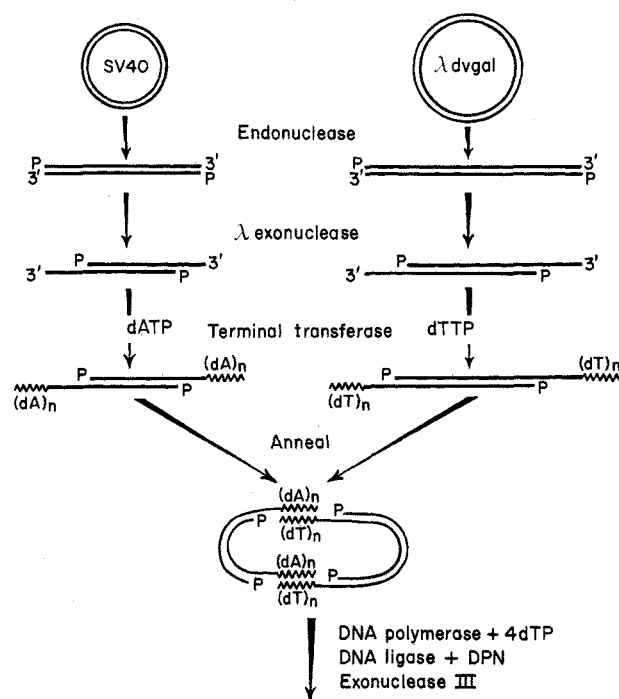 SV40 λdvgal
Endonuclease
P 3' P 3'
3' P 3' P
λ exonuclease
P 3' P 3'
3' P 3' P
dATP Terminal transferase dTTP
P (dA)n P (dT)n
(dA)n P (dT)n P
Anneal
(dA)n
P P
(dT)n
(dA)n
P P
(dT)n
DNA polymerase + 4dTP
DNA ligase + DPN
Exonuclease III